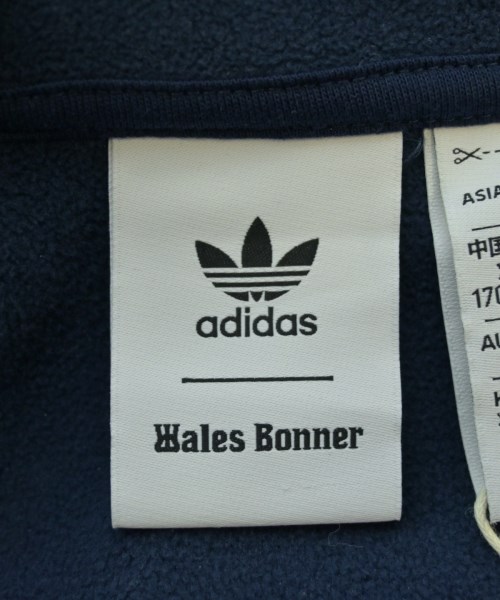 adidas
Wales Bonner
ASIA
中国
170
AU